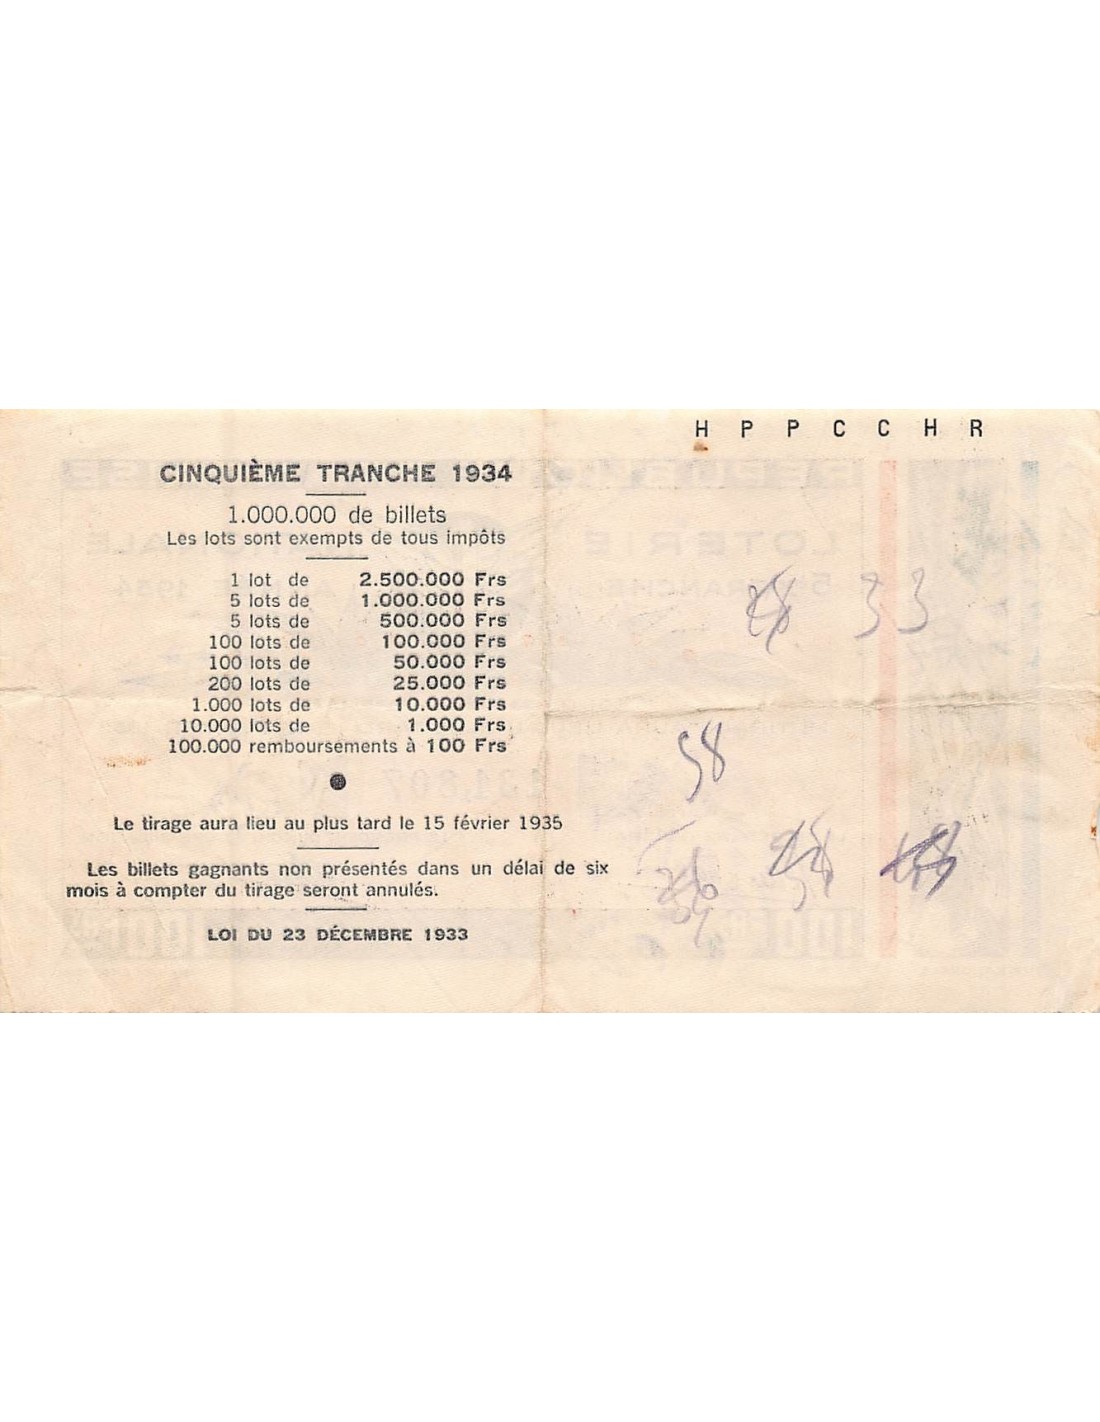 H P P C C H R
CINQUIÈME TRANCHE 1934
1.000.000 de billets
Les lots sont exempts de tous impôts
1 lot de 2.500.000 Frs
5 lots de 1.000.000 Frs
5 lots de 500.000 Frs
100 lots de 100.000 Frs
100 lots de 50.000 Frs
200 lots de 25.000 Frs
1.000 lots de 10.000 Frs
10.000 lots de 1.000 Frs
100.000 remboursements à 100 Frs
Le tirage aura lieu au plus tard le 15 février 1935
Les billets gagnants non présentés dans un délai de six
mois à compter du tirage seront annulés.
LOI DU 23 DÉCEMBRE 1933
33
58